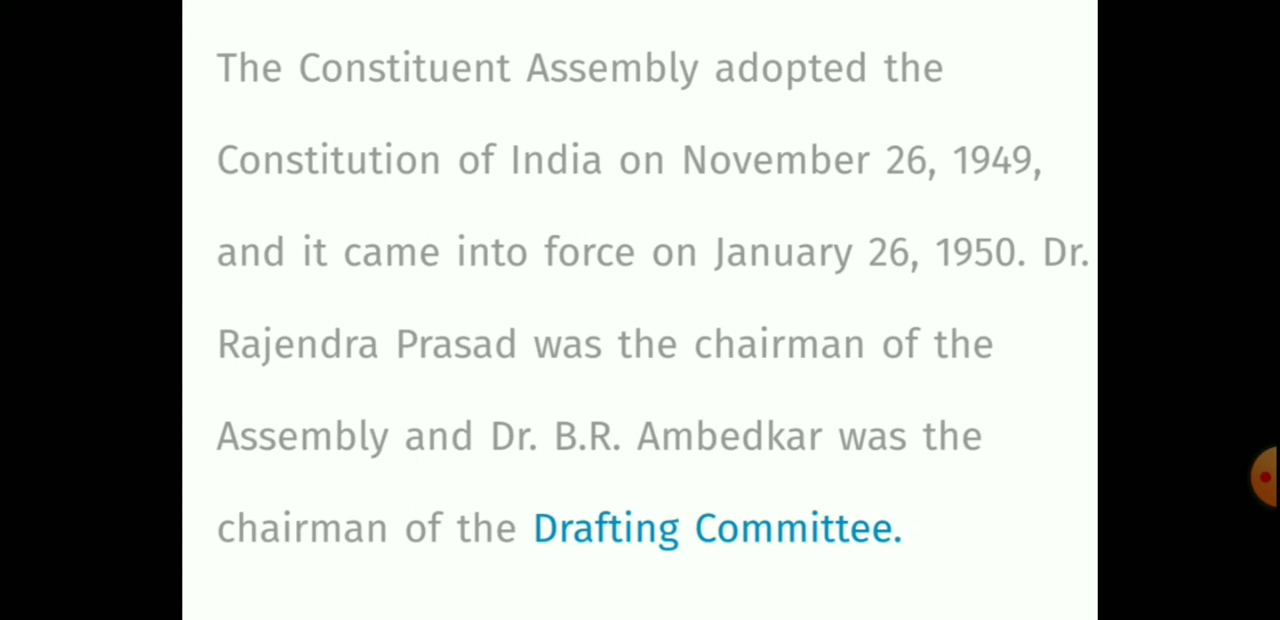 The Constituent Assembly adopted the
Constitution of India on November 26, 1949,
and it came into force on January 26, 1950. Dr.
Rajendra Prasad was the chairman of the
Assembly and Dr. B.R. Ambedkar was the
chairman of the Drafting Committee.